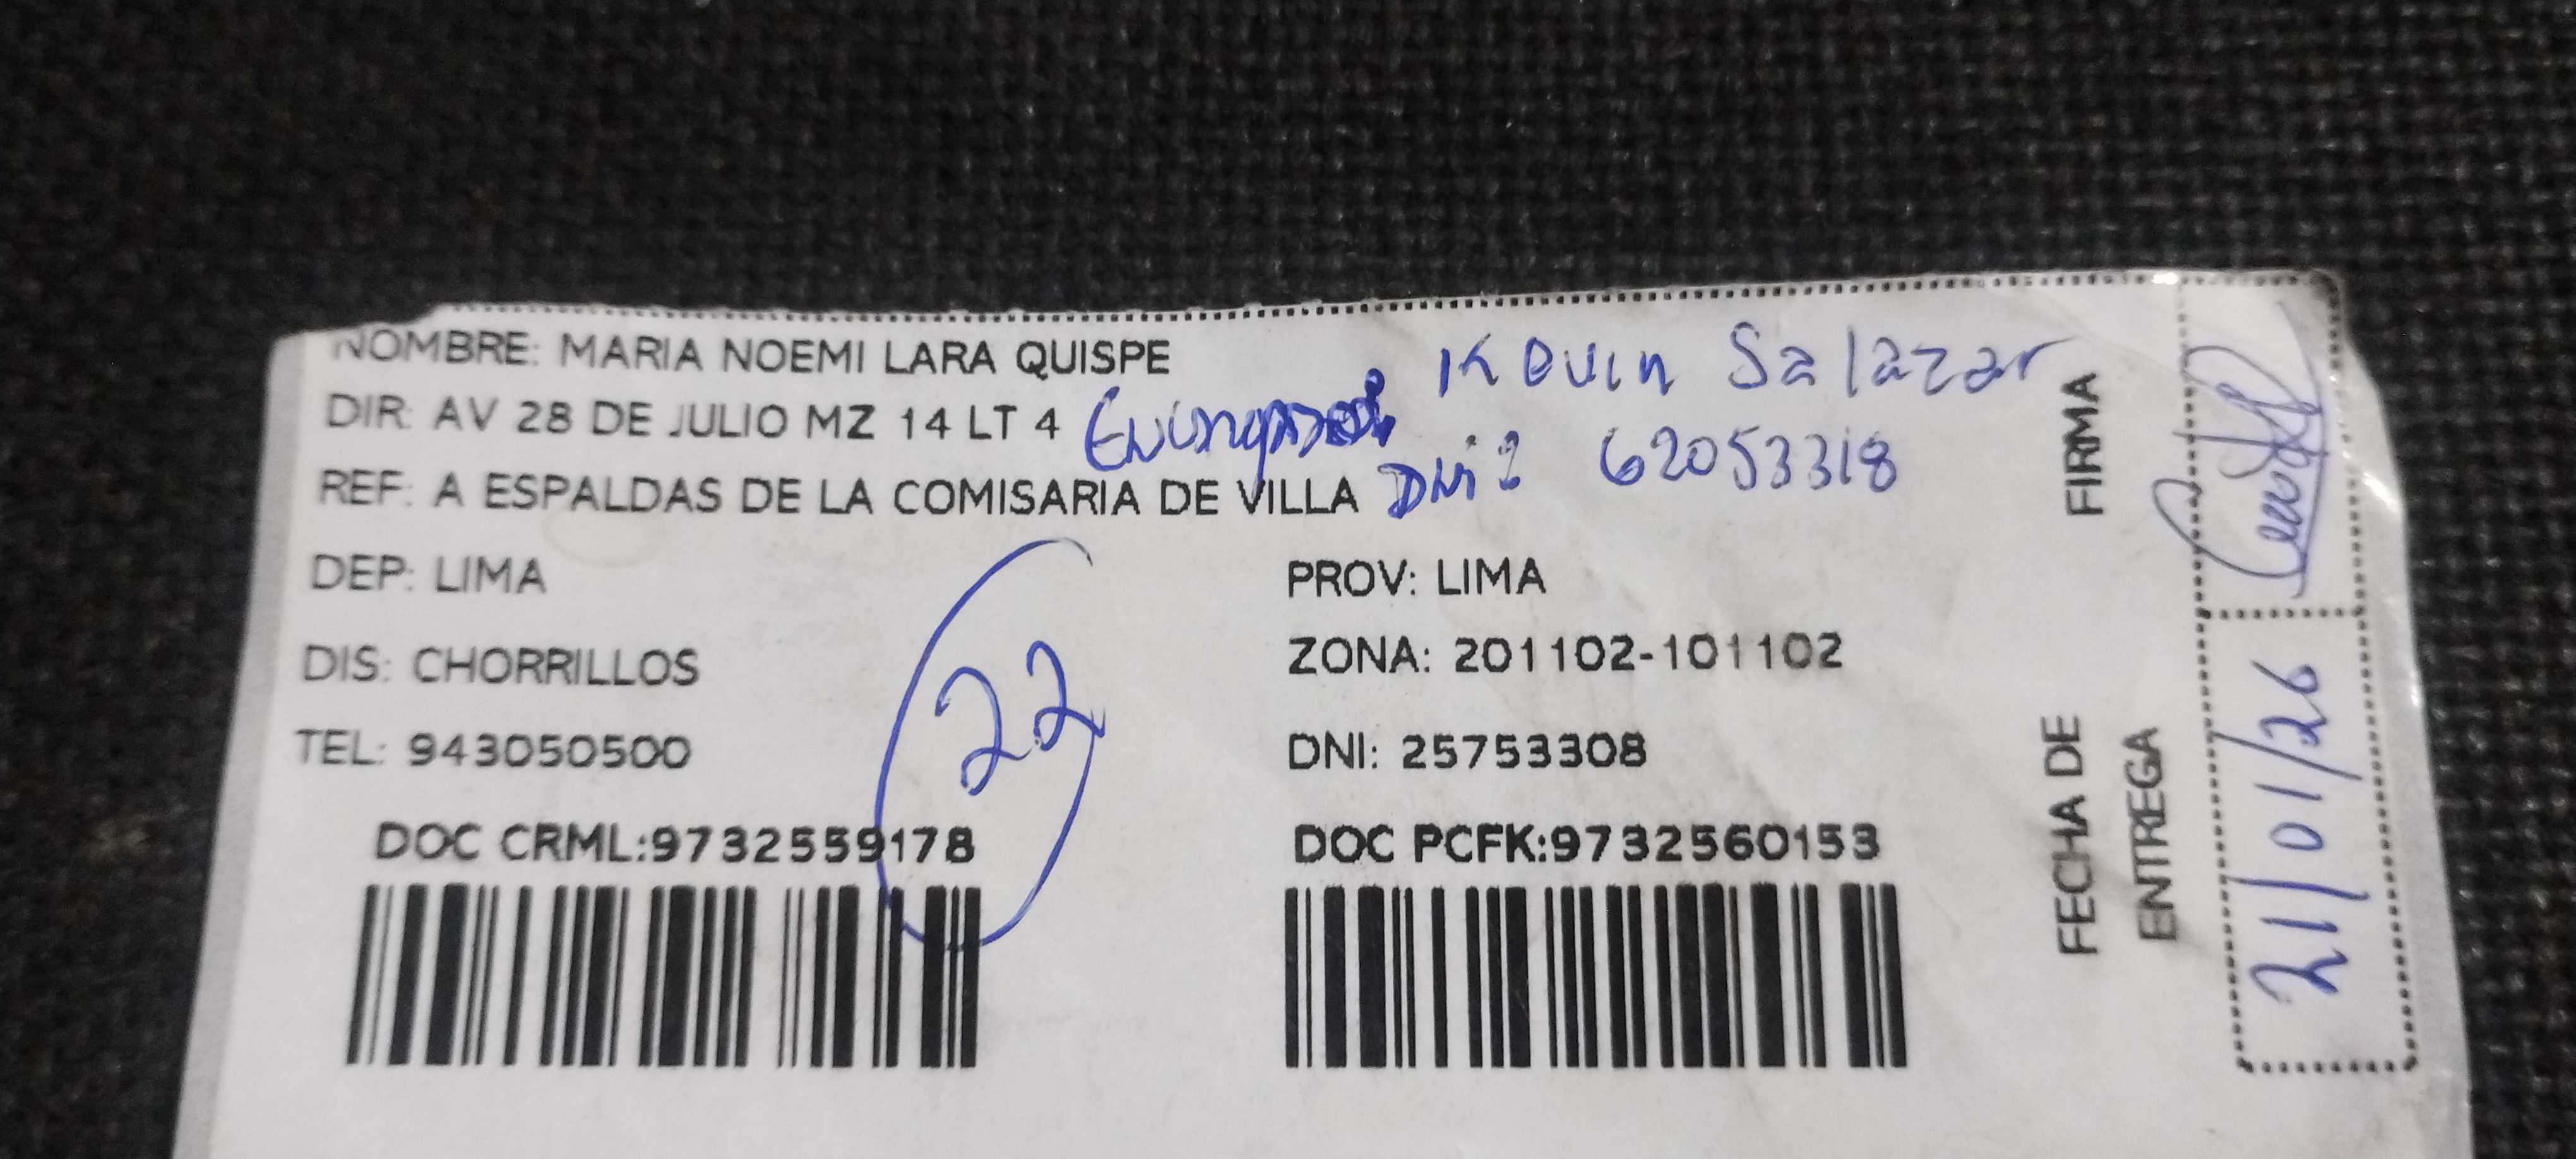 NOMBRE: MARIA NOEMI LARA QUISPE
Kevin Salazar
DIR: AV 28 DE JULIO MZ 14 LT 4
REF: A ESPALDAS DE LA COMISARIA DE VILLA
DNI: 62053318
DEP: LIMA
PROV: LIMA
DIS: CHORRILLOS
ZONA: 201102-101102
TEL: 943050500
DNI: 25753308
22
DOC CRML:9732559178
DOC PCFK:9732560153
FIRMA
FECHA DE
ENTREGA
21/01/26